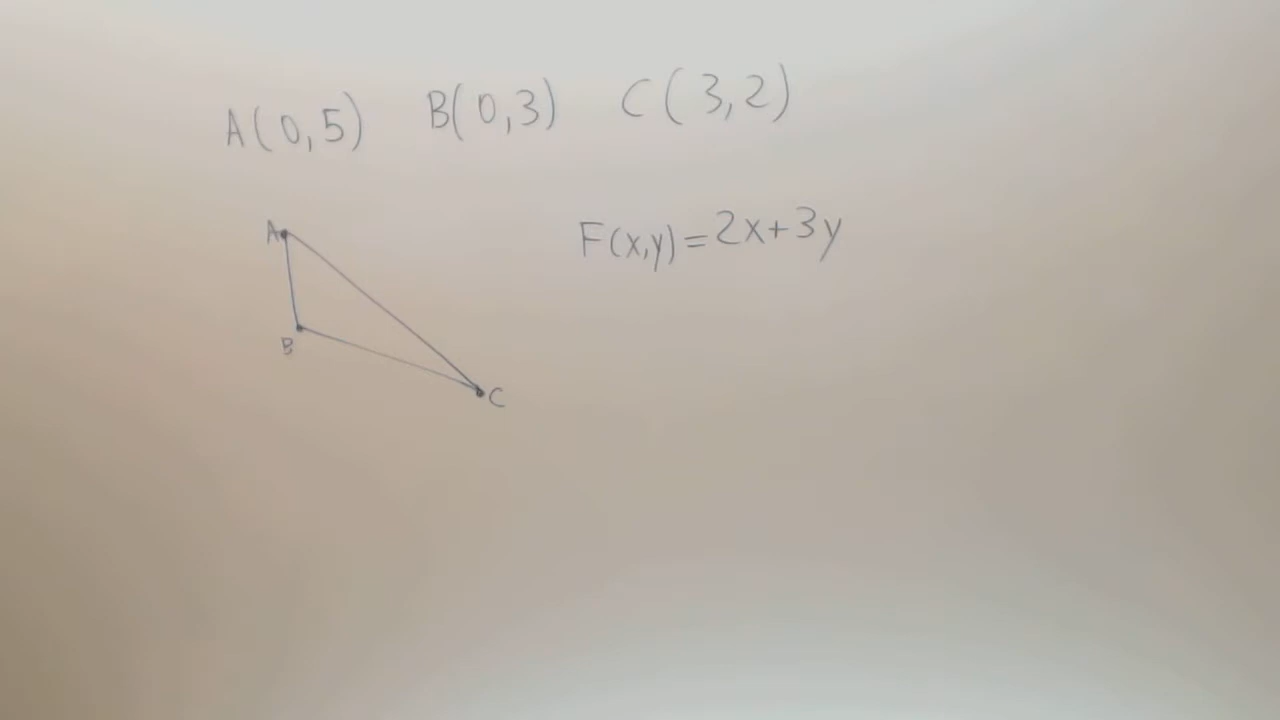 A(0,5) B(0,3) C(3,2)
F(x,y)=2x+3y
A
B
C